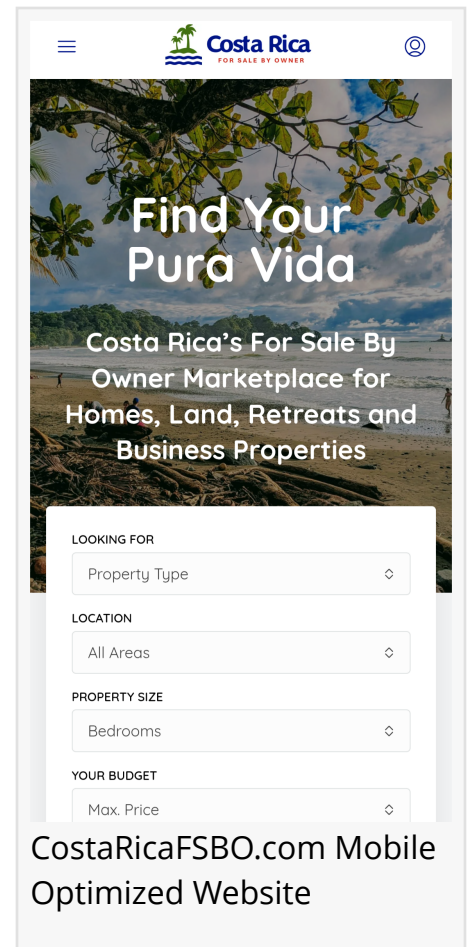 Costa Rica
FOR SALE BY OWNER
Find Your
Pura Vida
Costa Rica's For Sale By
Owner Marketplace for
Homes, Land, Retreats and
Business Properties
LOOKING FOR
Property Type
LOCATION
All Areas
PROPERTY SIZE
Bedrooms
YOUR BUDGET
Max. Price
CostaRicaFSBO.com Mobile
Optimized Website